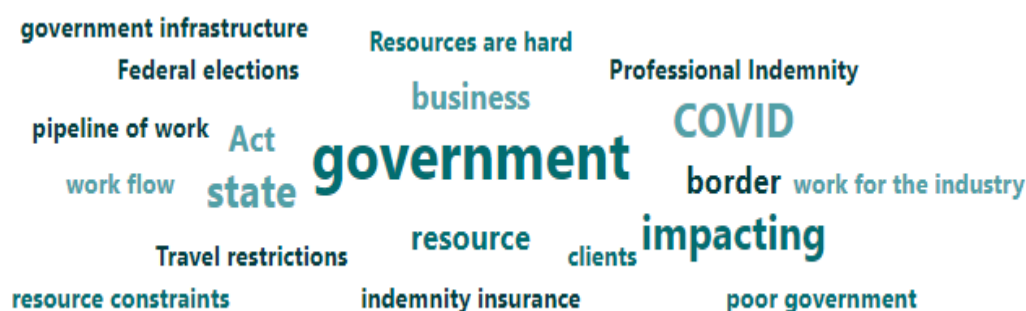 government infrastructure
Resources are hard
Federal elections
Professional Indemnity
business
COVID
pipeline of work
Act
government
work flow
state
border
work for the industry
resource
impacting
Travel restrictions
clients
resource constraints
indemnity insurance
poor government